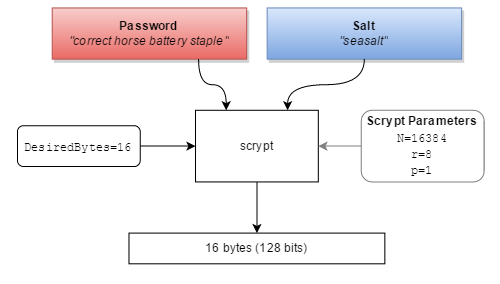 Password
"correct horse battery staple"
Salt
"seasalt"
DesiredBytes=16
scrypt
Scrypt Parameters
N=16384
r=8
p=1
16 bytes (128 bits)